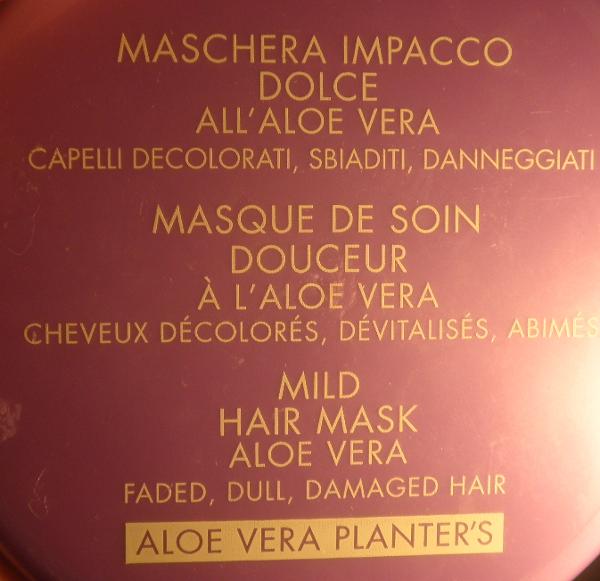 MASCHERA IMPACCO
DOLCE
ALL'ALOE VERA
CAPELLI DECOLORATI, SBIADITI, DANNEGGIATI
MASQUE DE SOIN
DOUCEUR
À L'ALOE VERA
CHEVEUX DÉCOLORÉS, DÉVITALISÉS, ABIMÉS
MILD
HAIR MASK
ALOE VERA
FADED, DULL, DAMAGED HAIR
ALOE VERA PLANTER'S